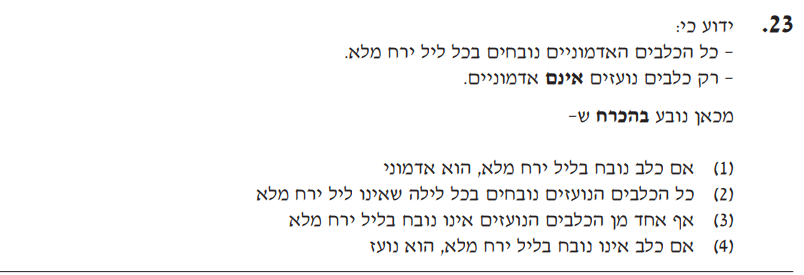 23. ידוע כי:
- כל הכלבים האדמוניים נובחים בכל ליל ירח מלא.
- רק כלבים נועזים אינם אדמוניים.
מכאן נובע בהכרח ש-
(1) אם כלב נובח בליל ירח מלא, הוא אדמוני
(2) כל הכלבים הנועזים נובחים בכל לילה שאינו ליל ירח מלא
(3) אף אחד מן הכלבים הנועזים אינו נובח בליל ירח מלא
(4) אם כלב אינו נובח בליל ירח מלא, הוא נועז